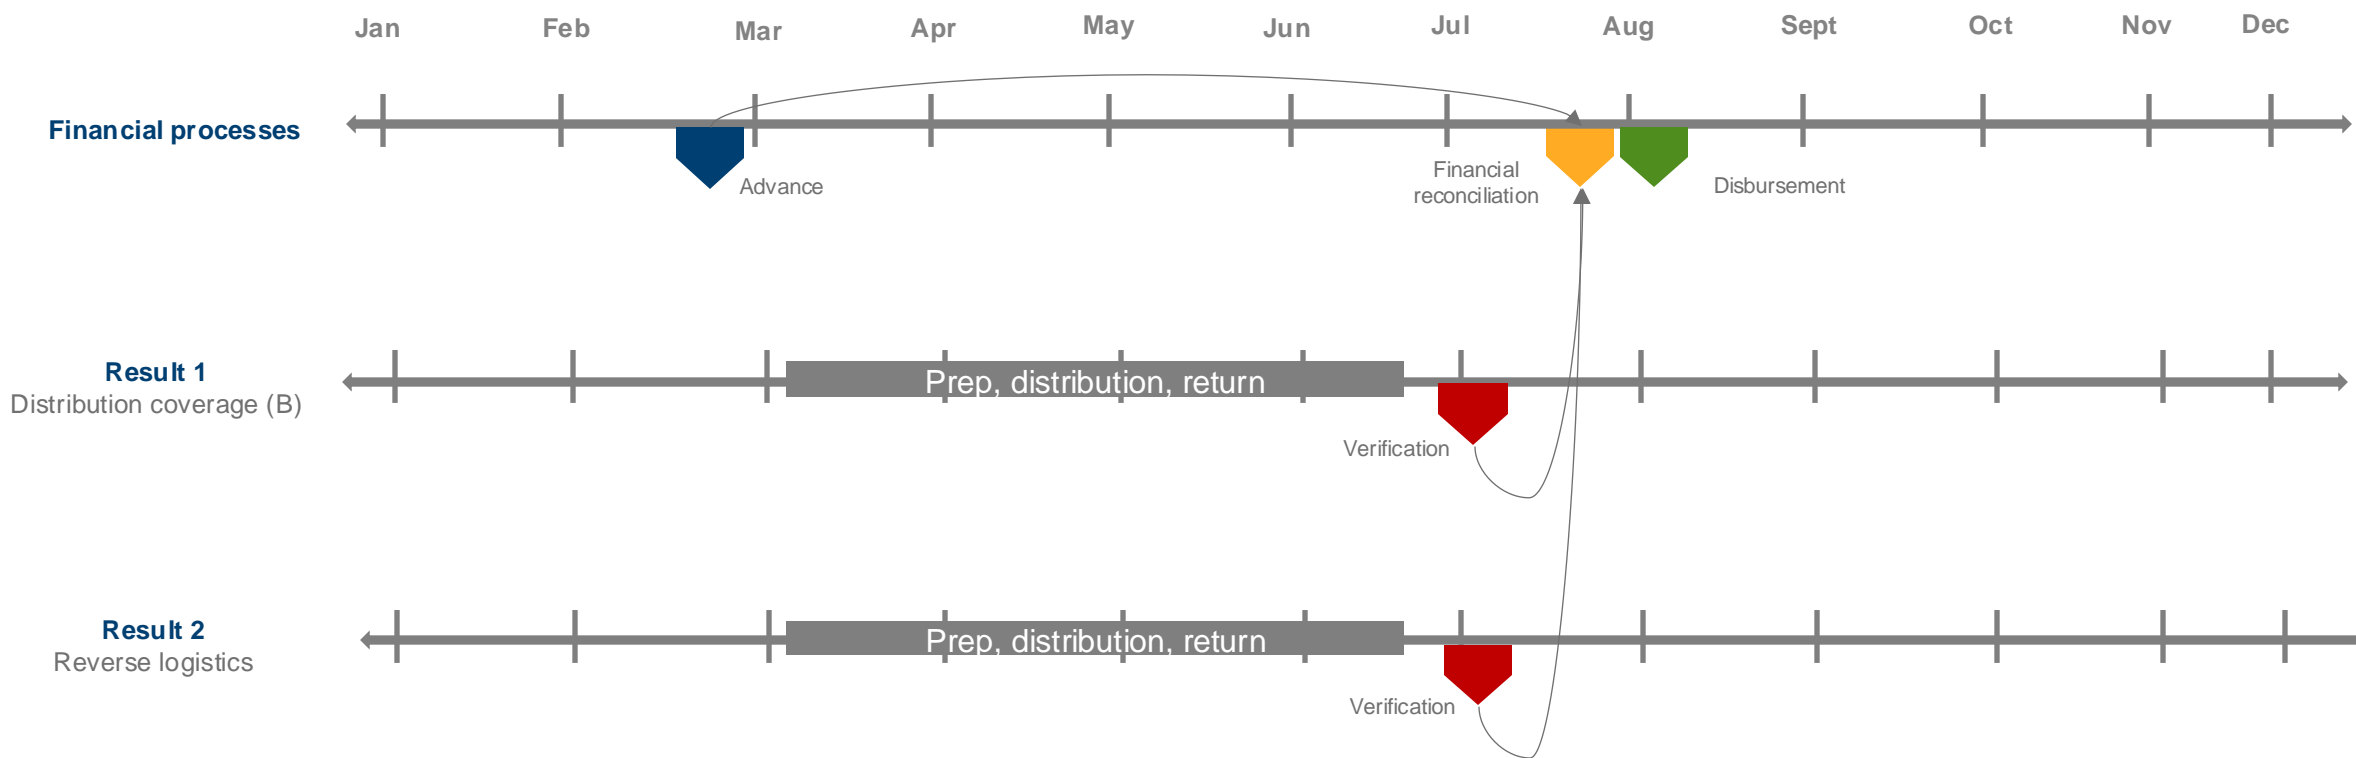 Jan Feb Mar Apr May Jun Jul Aug Sept Oct Nov Dec
Financial processes
Advance
Financial
reconciliation
Disbursement
Result 1
Distribution coverage (B)
Prep, distribution, return
Verification
Result 2
Reverse logistics
Prep, distribution, return
Verification